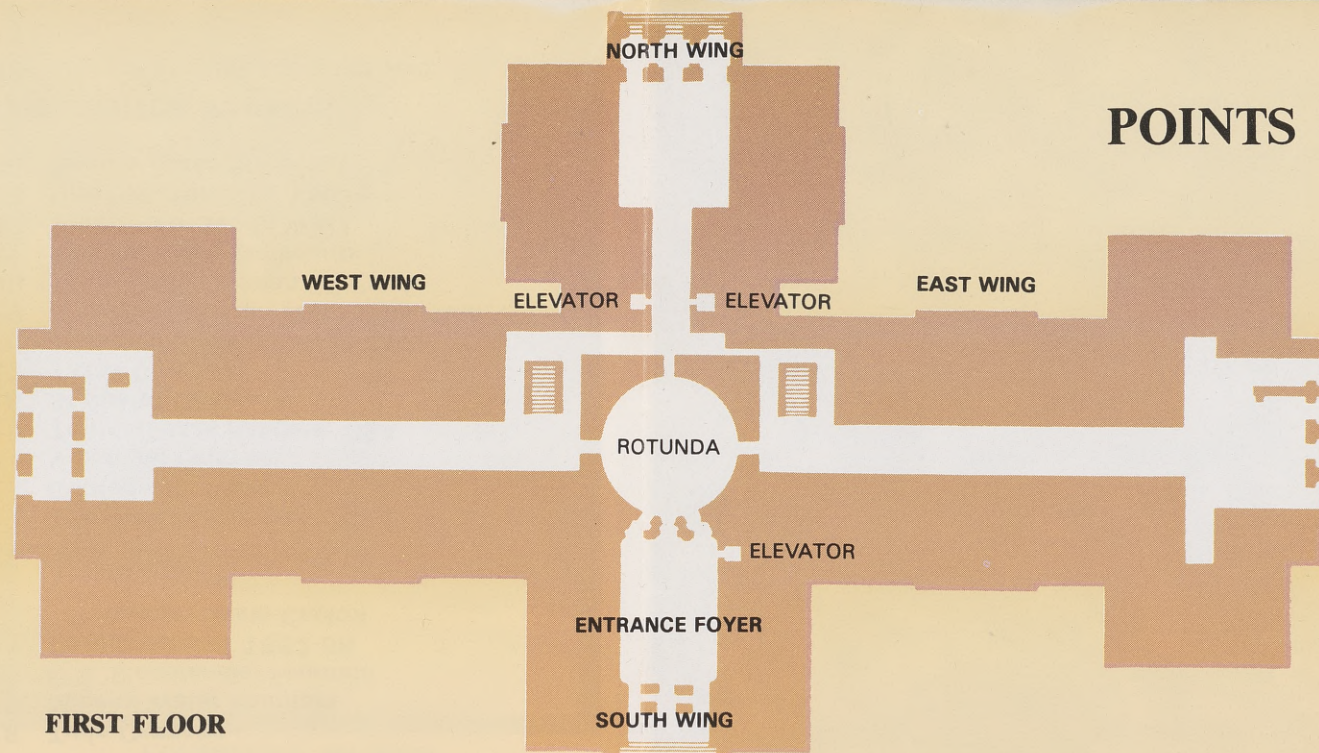 NORTH WING
POINTS
WEST WING
EAST WING
ELEVATOR
ELEVATOR
ROTUNDA
ELEVATOR
ENTRANCE FOYER
FIRST FLOOR
SOUTH WING